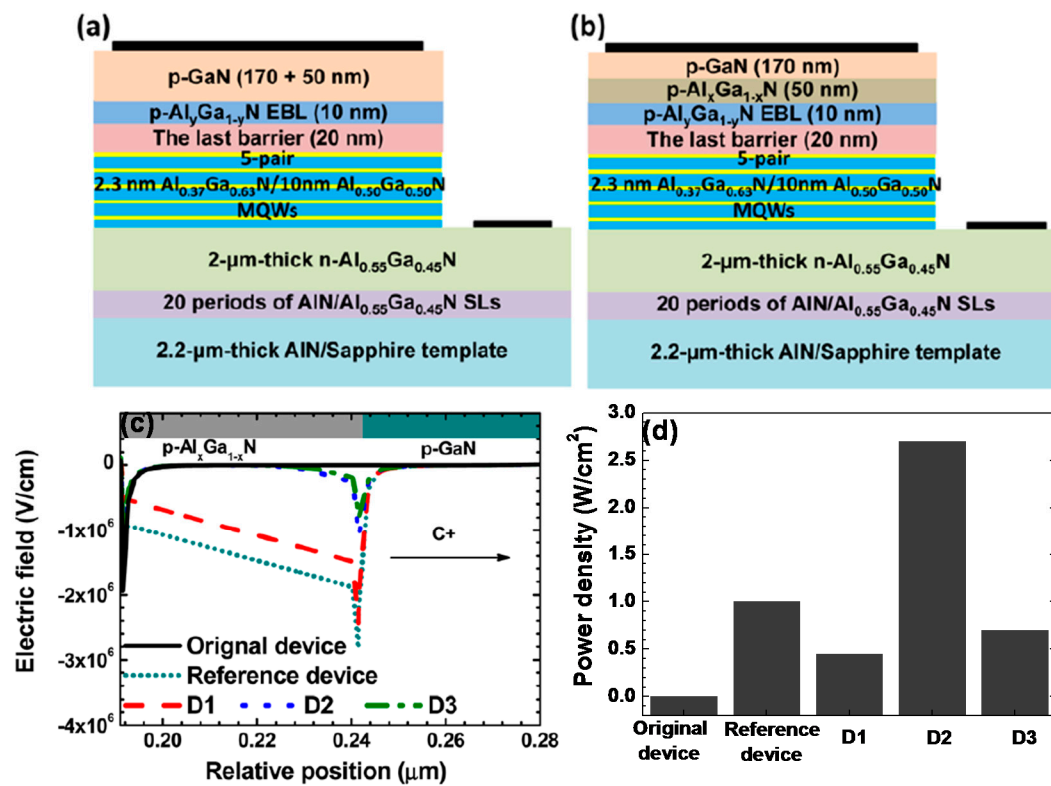 (a)
p-GaN (170 + 50 nm)
p-AlyGa1-yN EBL (10 nm)
The last barrier (20 nm)
5-pair
2.3 nm Al0.37Ga0.63N/10nm Al0.50Ga0.50N
MQWs
2-μm-thick n-Al0.55Ga0.45N
20 periods of AlN/Al0.55Ga0.45N SLs
2.2-μm-thick AlN/Sapphire template
(b)
p-GaN (170 nm)
p-AlxGa1-xN (50 nm)
p-AlyGa1-yN EBL (10 nm)
The last barrier (20 nm)
5-pair
2.3 nm Al0.37Ga0.63N/10nm Al0.50Ga0.50N
MQWs
2-μm-thick n-Al0.55Ga0.45N
20 periods of AlN/Al0.55Ga0.45N SLs
2.2-μm-thick AlN/Sapphire template
(c)
p-AlxGa1-xN
p-GaN
Electric field (V/cm)
0
-1x10^6
-2x10^6
-3x10^6
-4x10^6
C+
Orignal device
Reference device
D1 D2 D3
0.20 0.22 0.24 0.26 0.28
Relative position (μm)
(d)
Power density (W/cm²)
3.0
2.5
2.0
1.5
1.0
0.5
0.0
Original device
Reference device
D1
D2
D3